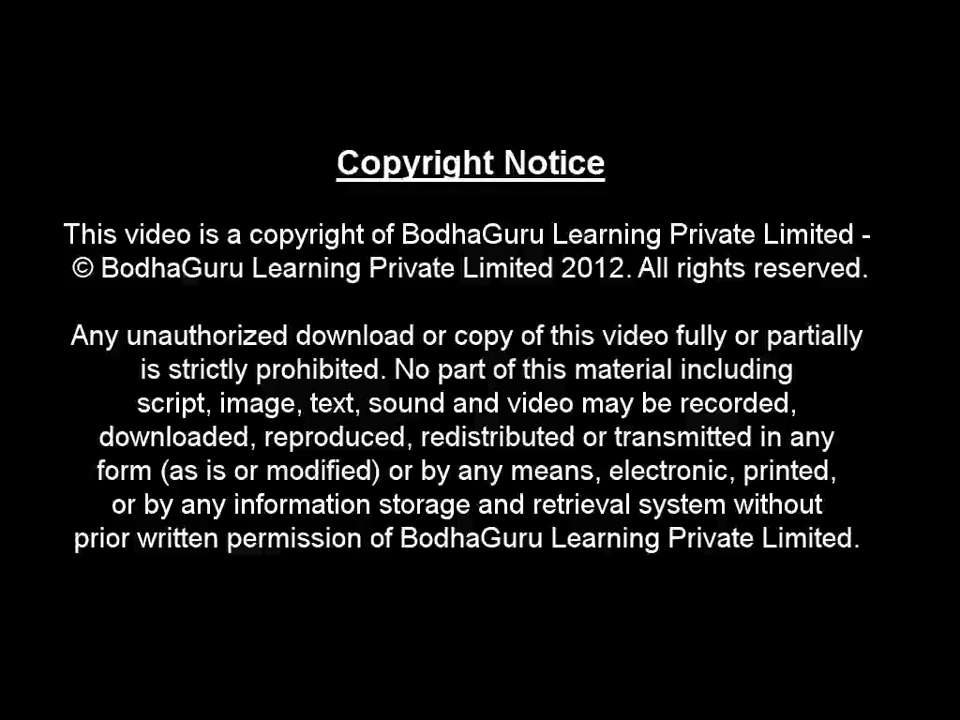 Copyright Notice
This video is a copyright of BodhaGuru Learning Private Limited -
© BodhaGuru Learning Private Limited 2012. All rights reserved.
Any unauthorized download or copy of this video fully or partially
is strictly prohibited. No part of this material including
script, image, text, sound and video may be recorded,
downloaded, reproduced, redistributed or transmitted in any
form (as is or modified) or by any means, electronic, printed,
or by any information storage and retrieval system without
prior written permission of BodhaGuru Learning Private Limited.